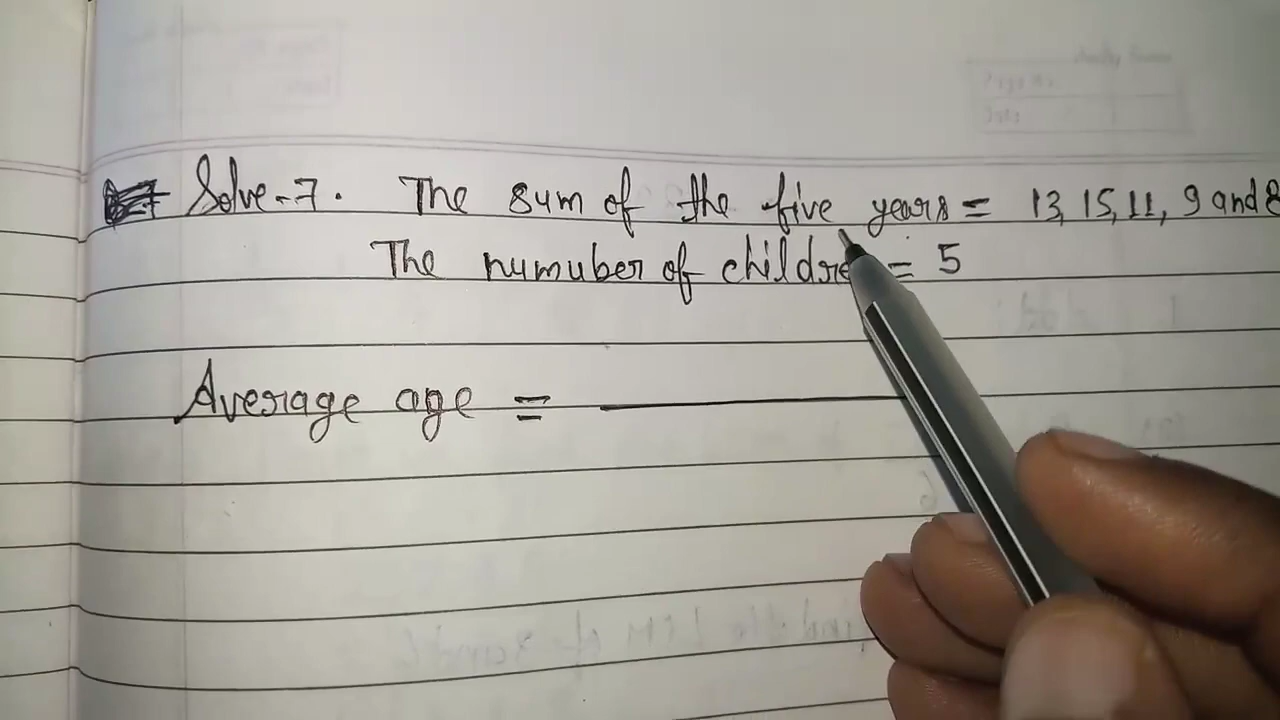 Solve-7. The sum of the five years = 13, 15, 11, 9 and 8
The numuber of children = 5
Average age =